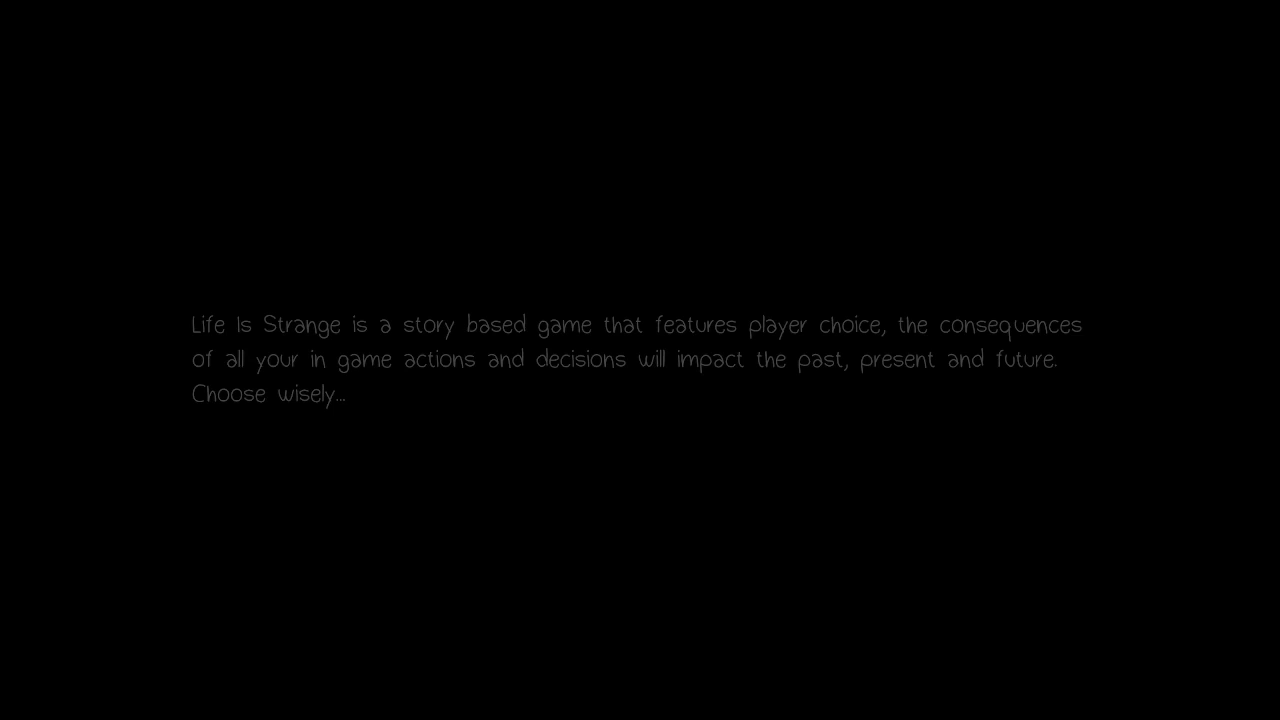 Life Is Strange is a story based game that features player choice, the consequences
of all your in game actions and decisions will impact the past, present and future.
Choose wisely...